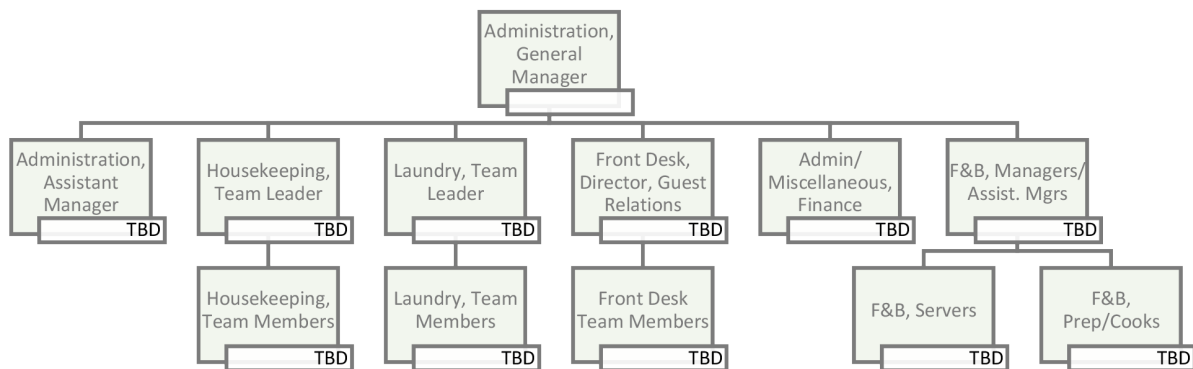 Administration,
General
Manager
Administration,
Assistant
Manager
TBD
Housekeeping,
Team Leader
TBD
Laundry, Team
Leader
TBD
Front Desk,
Director, Guest
Relations
TBD
Admin/
Miscellaneous,
Finance
TBD
F&B, Managers/
Assist. Mgrs
TBD
Housekeeping,
Team Members
TBD
Laundry, Team
Members
TBD
Front Desk
Team Members
TBD
F&B, Servers
TBD
F&B,
Prep/Cooks
TBD